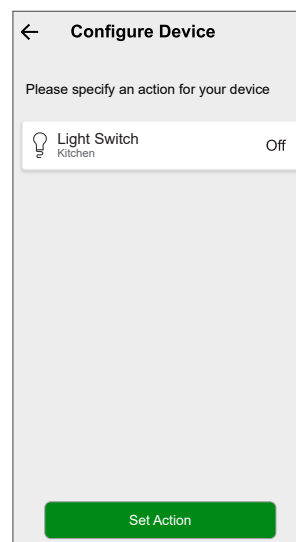 Configure Device
Please specify an action for your device
Light Switch
Kitchen
Off
Set Action